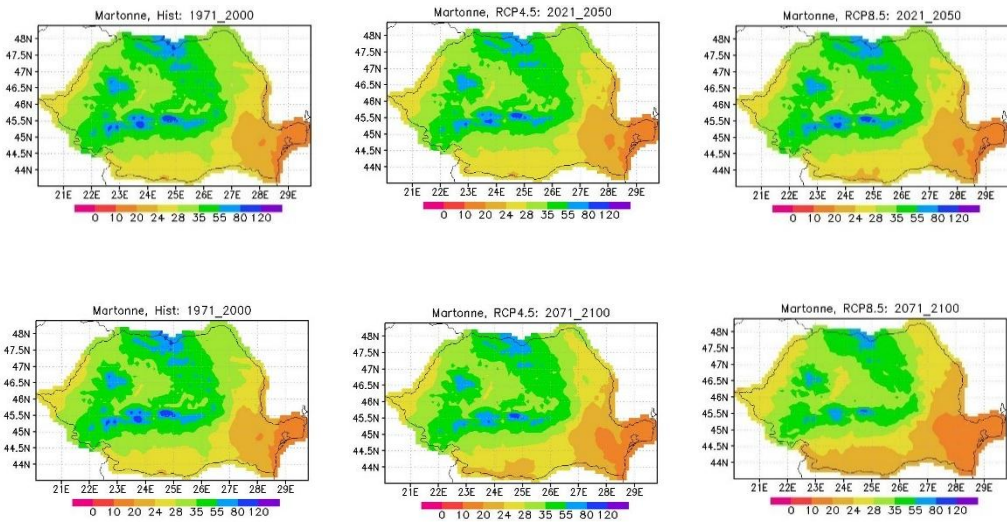 Martonne, Hist: 1971_2000
48N
47.5N
47N
46.5N
46N
45.5N
45N
44.5N
44N
21E 22E 23E 24E 25E 26E 27E 28E 29E
0 10 20 24 28 35 55 80 120
Martonne, RCP4.5: 2021_2050
48N
47.5N
47N
46.5N
46N
45.5N
45N
44.5N
44N
21E 22E 23E 24E 25E 26E 27E 28E 29E
0 10 20 24 28 35 55 80 120
Martonne, RCP8.5: 2021_2050
48N
47.5N
47N
46.5N
46N
45.5N
45N
44.5N
44N
21E 22E 23E 24E 25E 26E 27E 28E 29E
0 10 20 24 28 35 55 80 120
Martonne, Hist: 1971_2000
48N
47.5N
47N
46.5N
46N
45.5N
45N
44.5N
44N
21E 22E 23E 24E 25E 26E 27E 28E 29E
0 10 20 24 28 35 55 80 120
Martonne, RCP4.5: 2071_2100
48N
47.5N
47N
46.5N
46N
45.5N
45N
44.5N
44N
21E 22E 23E 24E 25E 26E 27E 28E 29E
0 10 20 24 28 35 55 80 120
Martonne, RCP8.5: 2071_2100
48N
47.5N
47N
46.5N
46N
45.5N
45N
44.5N
44N
21E 22E 23E 24E 25E 26E 27E 28E 29E
0 10 20 24 28 35 55 80 120